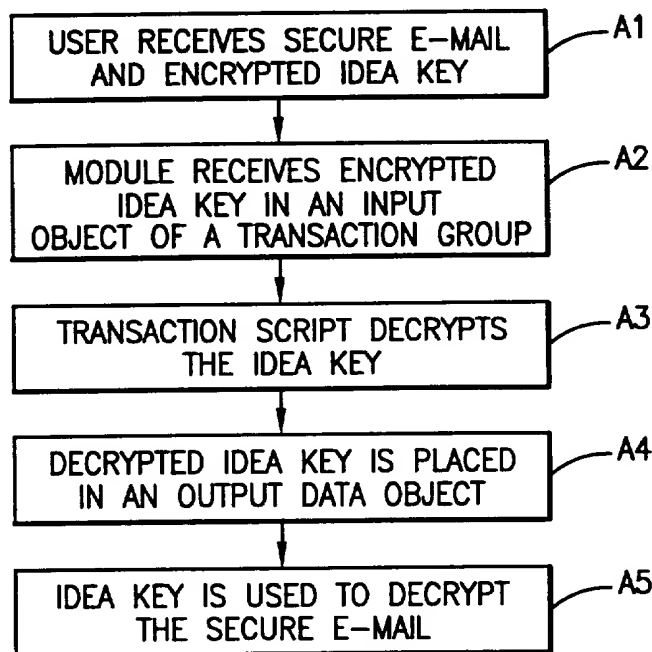 USER RECEIVES SECURE E-MAIL
AND ENCRYPTED IDEA KEY
A1
MODULE RECEIVES ENCRYPTED
IDEA KEY IN AN INPUT
OBJECT OF A TRANSACTION GROUP
A2
TRANSACTION SCRIPT DECRYPTS
THE IDEA KEY
A3
DECRYPTED IDEA KEY IS PLACED
IN AN OUTPUT DATA OBJECT
A4
IDEA KEY IS USED TO DECRYPT
THE SECURE E-MAIL
A5